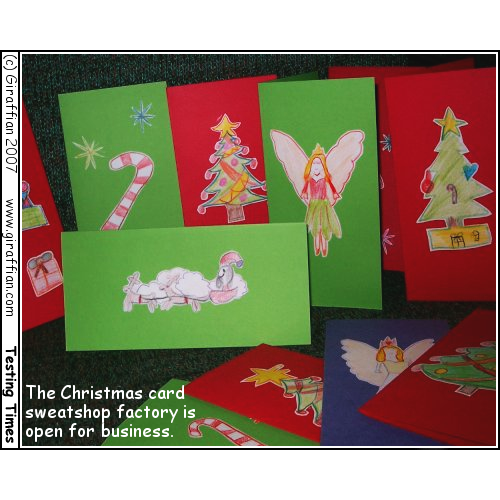 (c) Giraffian 2007 www.giraffian.com Testing Times
The Christmas card
sweatshop factory is
open for business.